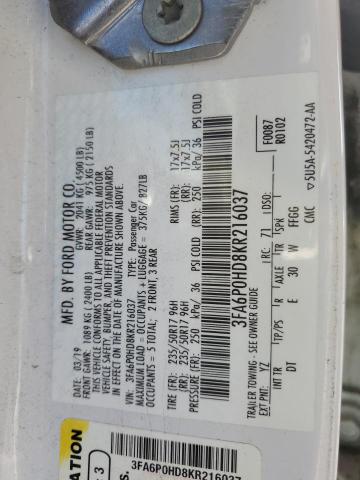 MFD. BY FORD MOTOR CO.
DATE: 03/19
GVWR: 2041 KG (4500 LB)
FRONT GAWR: 1089 KG (2400 LB)
REAR GAWR: 975 KG (2150 LB)
THIS VEHICLE CONFORMS TO ALL APPLICABLE FEDERAL MOTOR
VEHICLE SAFETY, BUMPER, AND THEFT PREVENTION STANDARDS
IN EFFECT ON THE DATE OF MANUFACTURE SHOWN ABOVE.
VIN: 3FA6P0HD8KR216037
TYPE: Passenger Car
MAXIMUM LOAD = OCCUPANTS + LUGGAGE = 375KG/827LB
OCCUPANTS = 5 TOTAL; 2 FRONT, 3 REAR
TIRE (FR): 235/50R17 96H RIMS (FR): 17x7.5J
TIRE (RR): 235/50R17 96H (RR): 17x7.5J
PRESSURE: (FR) 250 kPa/ 36 PSI COLD
(RR) 250 kPa/ 36 PSI COLD
3FA6P0HD8KR216037
TRAILER TOWING - SEE OWNER GUIDE
F0087
R0102
EXT PNT: YZ RC: 71 DSO:
INT TR TP/PS R AXLE TR SPR
DT E 30 W FEGG
CMC
5U5A-5420472-AA
3FA6P0HD8KR216037